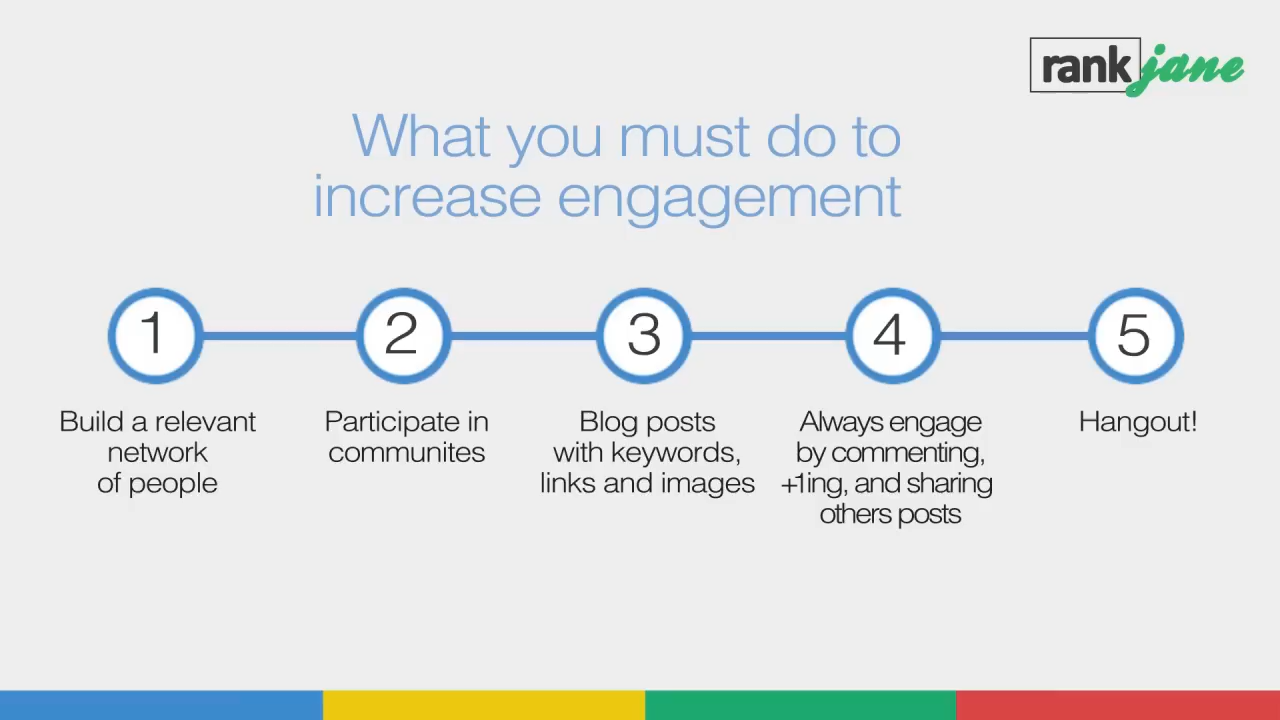 rank jane
What you must do to
increase engagement
1
2
3
4
5
Build a relevant
network
of people
Participate in
communites
Blog posts
with keywords,
links and images
Always engage
by commenting,
+1ing, and sharing
others posts
Hangout!